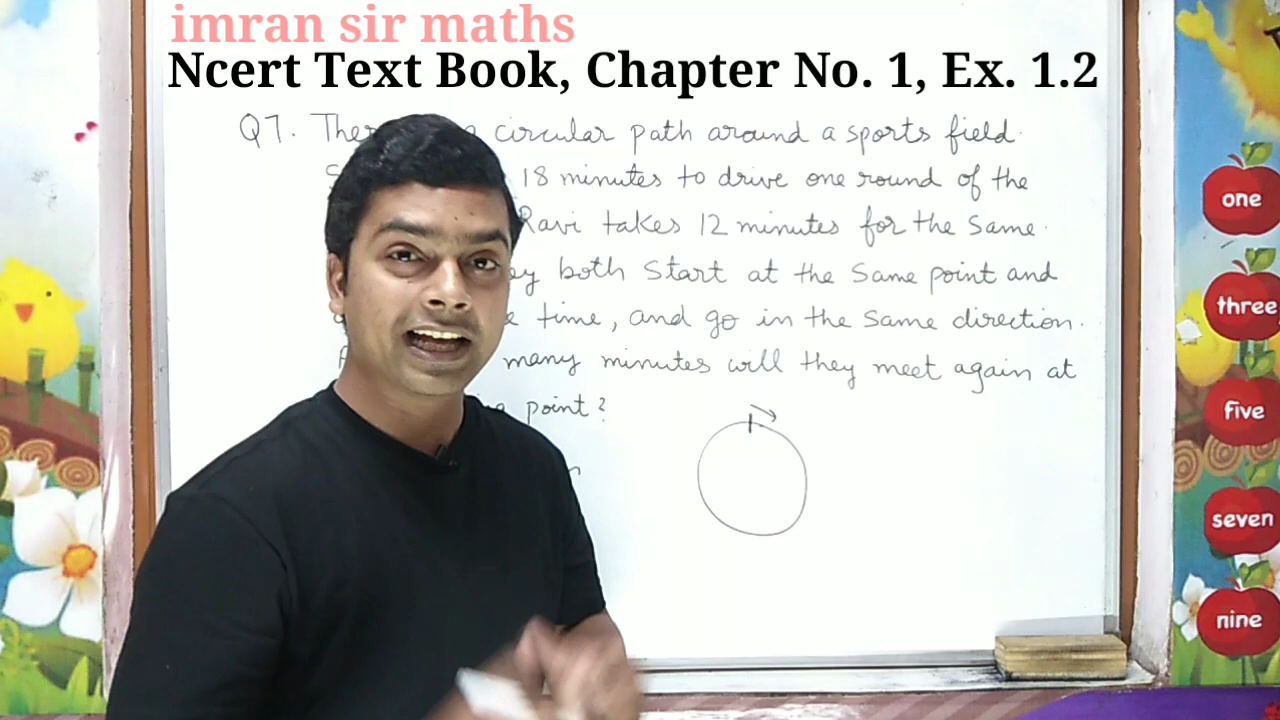 imran sir maths
Ncert Text Book, Chapter No. 1, Ex. 1.2
Q7. Ther circular path around a sports field.
18 minutes to drive one round of the
Ravi takes 12 minutes for the Same.
both Start at the Same point and
time, and go in the Same direction.
many minutes will they meet again at
point?
one
three
five
seven
nine